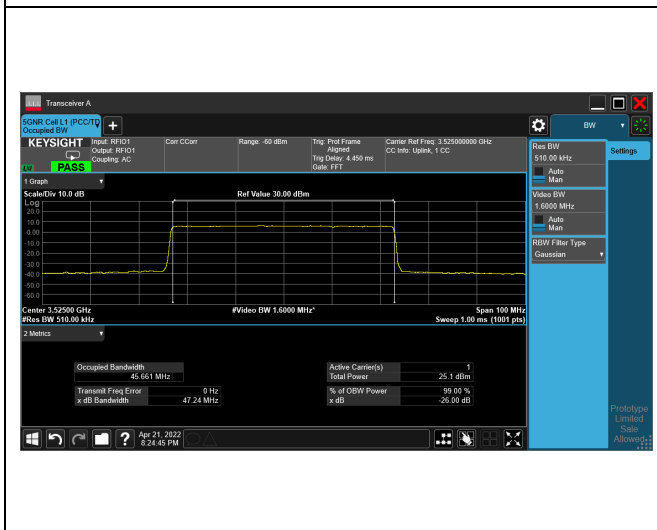 Transceiver A
5GNR Cell L1 (PCC/TD
Occupied BW
+
BW
KEYSIGHT
LXI
PASS
Input: RFIO1
Output: RFIO1
Coupling: AC
Corr CCorr
Range: -60 dBm
Trig: Prot Frame
Aligned
Trig Delay: 4.450 ms
Gate: FFT
Carrier Ref Freq: 3.525000000 GHz
CC Info: Uplink, 1 CC
Res BW
510.00 kHz
Auto
Man
Settings
1 Graph
Scale/Div 10.0 dB
Ref Value 30.00 dBm
Log
20.0
10.0
0.00
-10.0
-20.0
-30.0
-40.0
-50.0
-60.0
Video BW
1.6000 MHz
Auto
Man
RBW Filter Type
Gaussian
Center 3.52500 GHz
#Video BW 1.6000 MHz*
Span 100 MHz
#Res BW 510.00 kHz
Sweep 1.00 ms (1001 pts)
2 Metrics
Occupied Bandwidth
45.661 MHz
Active Carrier(s) 1
Total Power 25.1 dBm
Transmit Freq Error 0 Hz
x dB Bandwidth 47.24 MHz
% of OBW Power 99.00 %
x dB -26.00 dB
Prototype
Limited
Sale
Allowed
?
Apr 21, 2022
8:24:45 PM